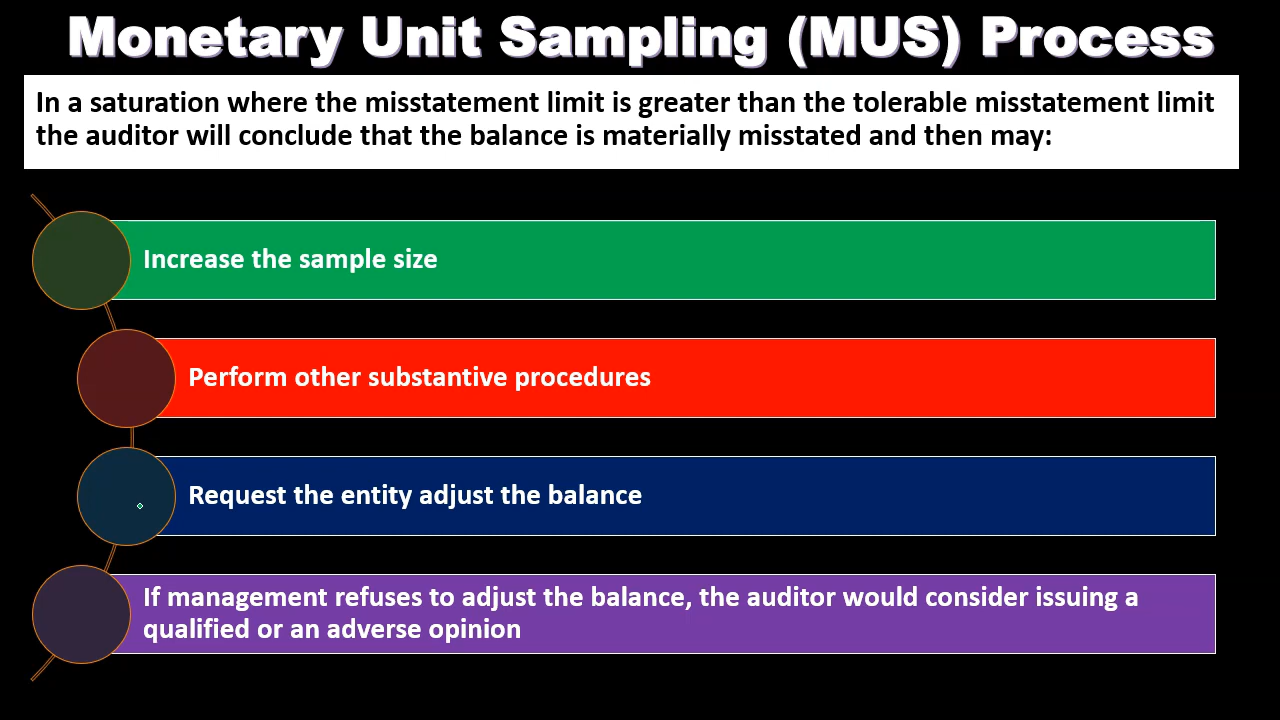 Monetary Unit Sampling (MUS) Process
In a saturation where the misstatement limit is greater than the tolerable misstatement limit
the auditor will conclude that the balance is materially misstated and then may:
Increase the sample size
Perform other substantive procedures
Request the entity adjust the balance
If management refuses to adjust the balance, the auditor would consider issuing a
qualified or an adverse opinion